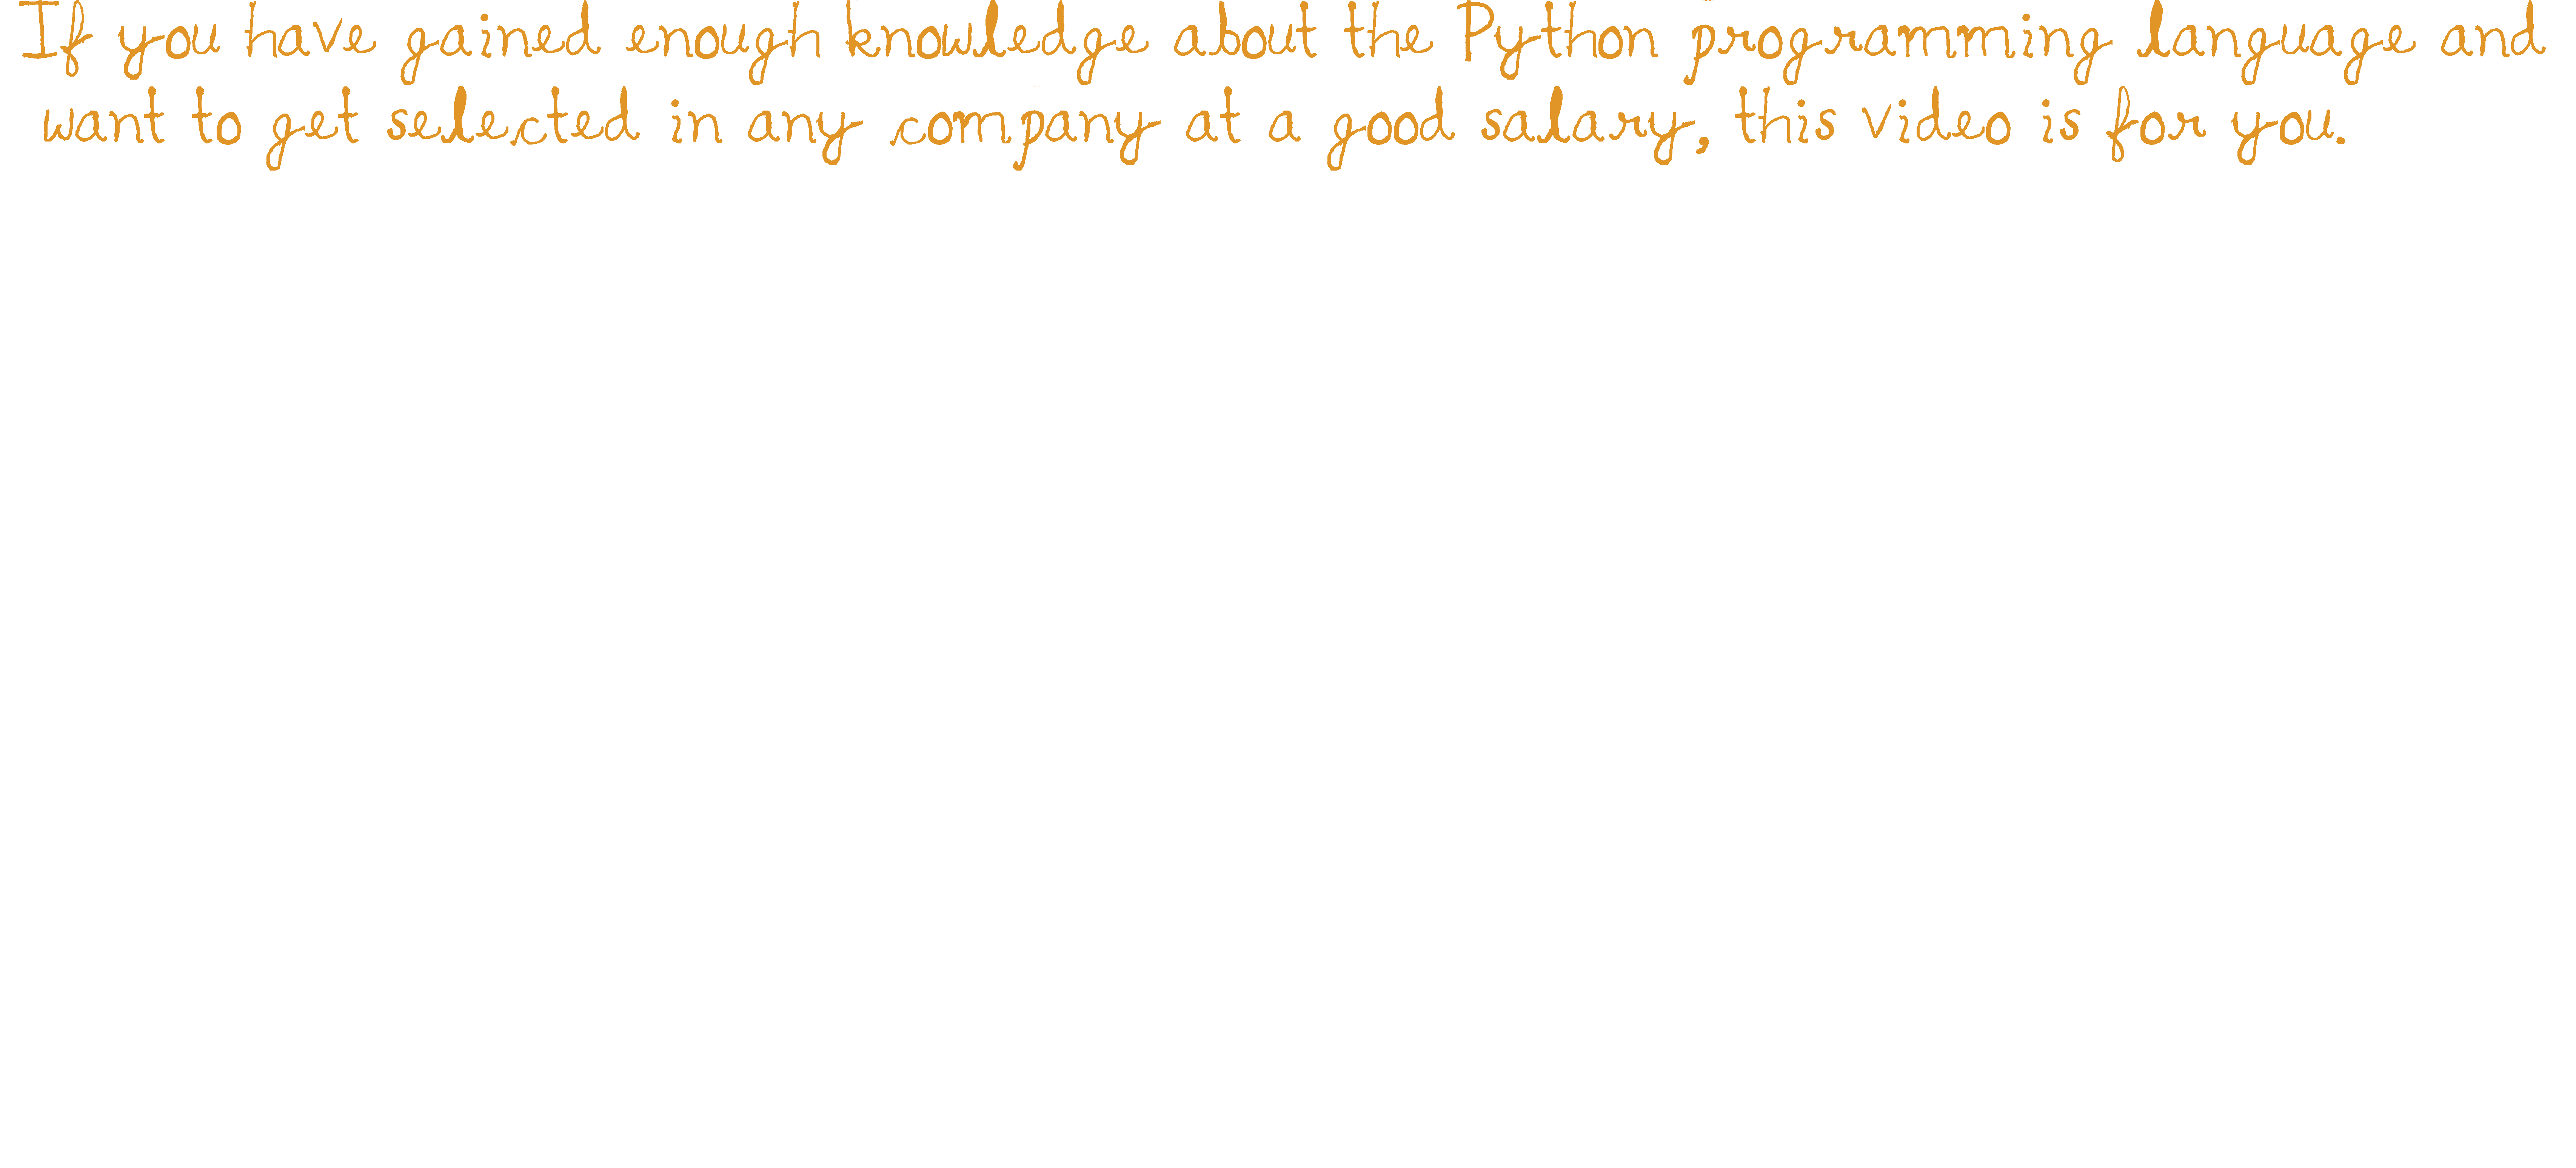 If you have gained enough knowledge about the Python programming language and
want to get selected in any company at a good salary, this video is for you.